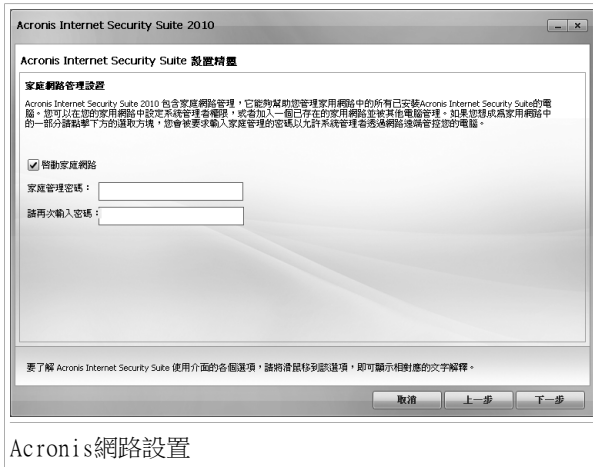 Acronis Internet Security Suite 2010
Acronis Internet Security Suite 設置精靈
家庭網路管理設置
Acronis Internet Security Suite 2010 包含家庭網路管理，它能夠幫助您管理家用網路中的所有已安裝Acronis Internet Security Suite的電
腦。您可以在您的家用網路中設定系統管理者權限，或者加入一個已存在的家用網路並被其他電腦管理。如果您想成為家用網路中
的一部分請點擊下方的選取方塊，您會被要求輸入家庭管理的密碼以允許系統管理者透過網路遠端管控您的電腦。
啓動家庭網路
家庭管理密碼：
請再次輸入密碼：
要了解 Acronis Internet Security Suite 使用介面的各個選項，請將滑鼠移到該選項，即可顯示相對應的文字解釋。
取消
上一步
下一步
Acronis網路設置